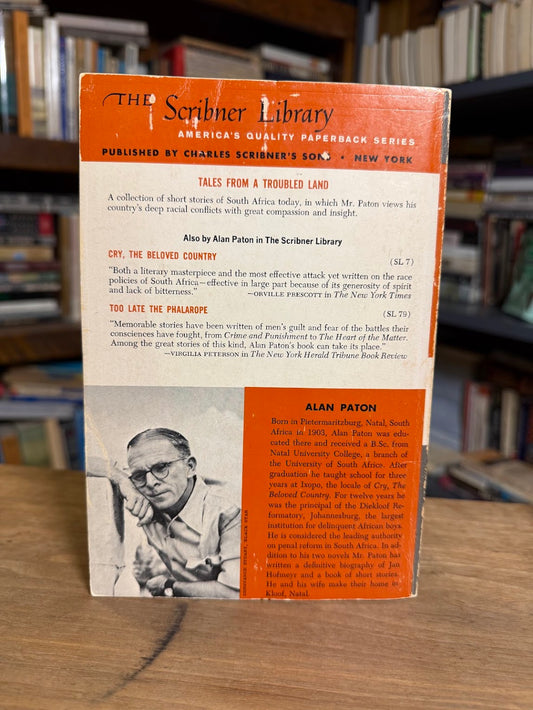 THE Scribner Library
AMERICA'S QUALITY PAPERBACK SERIES
PUBLISHED BY CHARLES SCRIBNER'S SONS • NEW YORK
TALES FROM A TROUBLED LAND
A collection of short stories of South Africa today, in which Mr. Paton views his
country's deep racial conflicts with great compassion and insight.
Also by Alan Paton in The Scribner Library
CRY, THE BELOVED COUNTRY (SL 7)
"Both a literary masterpiece and the most effective attack yet written on the race
policies of South Africa—effective in large part because of its generosity of spirit
and lack of bitterness." —ORVILLE PRESCOTT in The New York Times
TOO LATE THE PHALAROPE (SL 79)
"Memorable stories have been written of men's guilt and fear of the battles their
consciences have fought, from Crime and Punishment to The Heart of the Matter.
Among the great stories of this kind, Alan Paton's book can take its place."
—VIRGILIA PETERSON in The New York Herald Tribune Book Review
ALAN PATON
Born in Pietermaritzburg, Natal, South
Africa in 1903, Alan Paton was edu-
cated there and received a B.Sc. from
Natal University College, a branch of
the University of South Africa. After
graduation he taught school for three
years at Ixopo, the locale of Cry, The
Beloved Country. For twelve years he
was the principal of the Diekloof Re-
formatory, Johannesburg, the largest
institution for delinquent African boys.
He is considered the leading authority
on penal reform in South Africa. In ad-
dition to his two novels Mr. Paton has
written a definitive biography of Jan
Hofmeyr and a book of short stories.
He and his wife make their home in
Kloof, Natal.
STUART, BLACK STAR